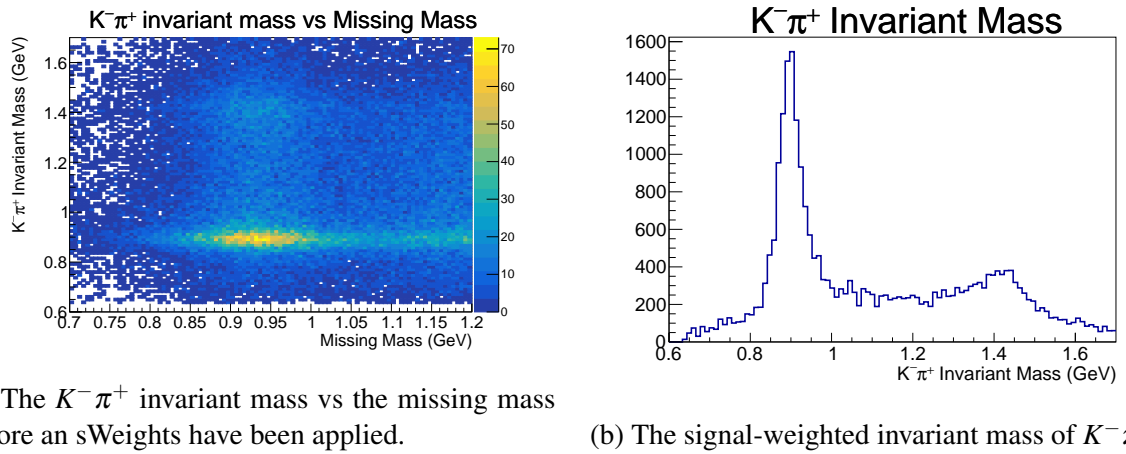 K⁻π⁺ invariant mass vs Missing Mass
K⁻π⁺ Invariant Mass (GeV)
1.6
1.4
1.2
1
0.8
0.6
0.7 0.75 0.8 0.85 0.9 0.95 1 1.05 1.1 1.15 1.2
Missing Mass (GeV)
70
60
50
40
30
20
10
0
The K⁻π⁺ invariant mass vs the missing mass
ore an sWeights have been applied.
K⁻π⁺ Invariant Mass
1600
1400
1200
1000
800
600
400
200
0
0.6 0.8 1 1.2 1.4 1.6
K⁻π⁺ Invariant Mass (GeV)
(b) The signal-weighted invariant mass of K⁻